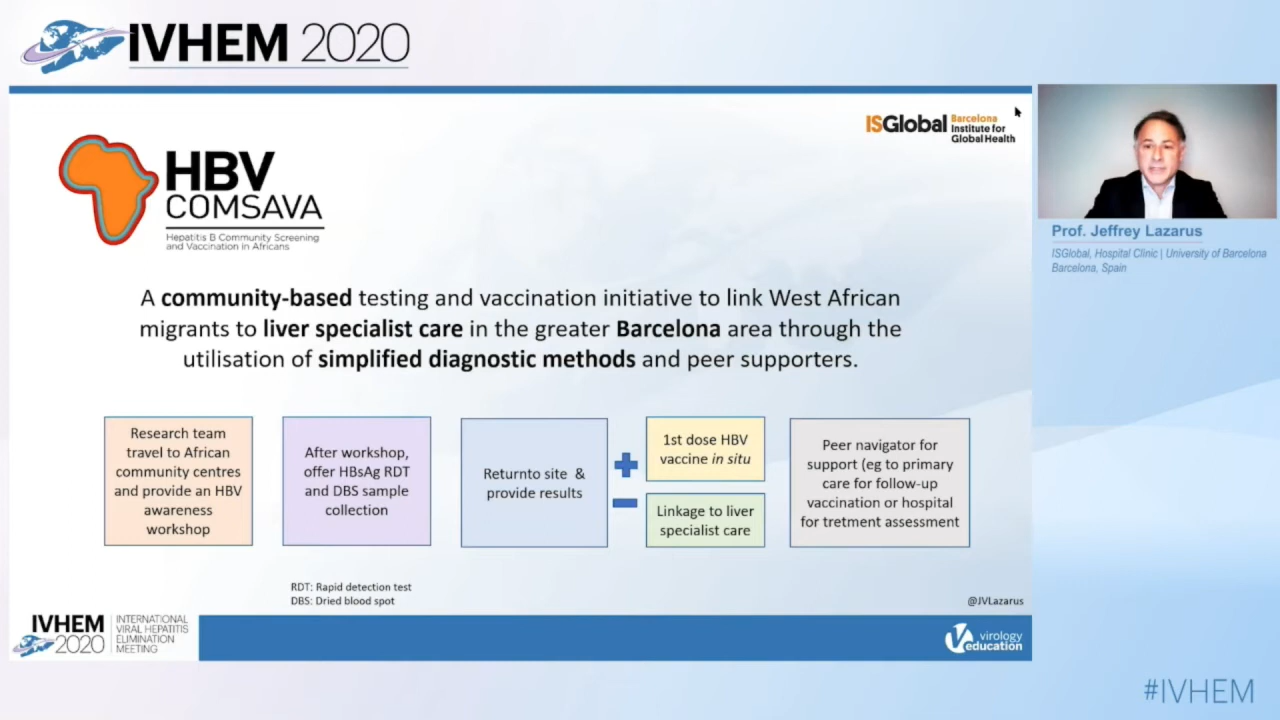 IVHEM 2020
ISGlobal Barcelona
Institute for
Global Health
HBV
COMSAVA
Hepatitis B Community Screening
and Vaccination in Africans
A community-based testing and vaccination initiative to link West African
migrants to liver specialist care in the greater Barcelona area through the
utilisation of simplified diagnostic methods and peer supporters.
Research team
travel to African
community centres
and provide an HBV
awareness
workshop
After workshop,
offer HBsAg RDT
and DBS sample
collection
Returnto site &
provide results
+
-
1st dose HBV
vaccine in situ
Linkage to liver
specialist care
Peer navigator for
support (eg to primary
care for follow-up
vaccination or hospital
for tretment assessment
RDT: Rapid detection test
DBS: Dried blood spot
@JVLazarus
IVHEM
2020
INTERNATIONAL
VIRAL HEPATITIS
ELIMINATION
MEETING
virology
education
Prof. Jeffrey Lazarus
ISGlobal, Hospital Clinic | University of Barcelona
Barcelona, Spain
#IVHEM